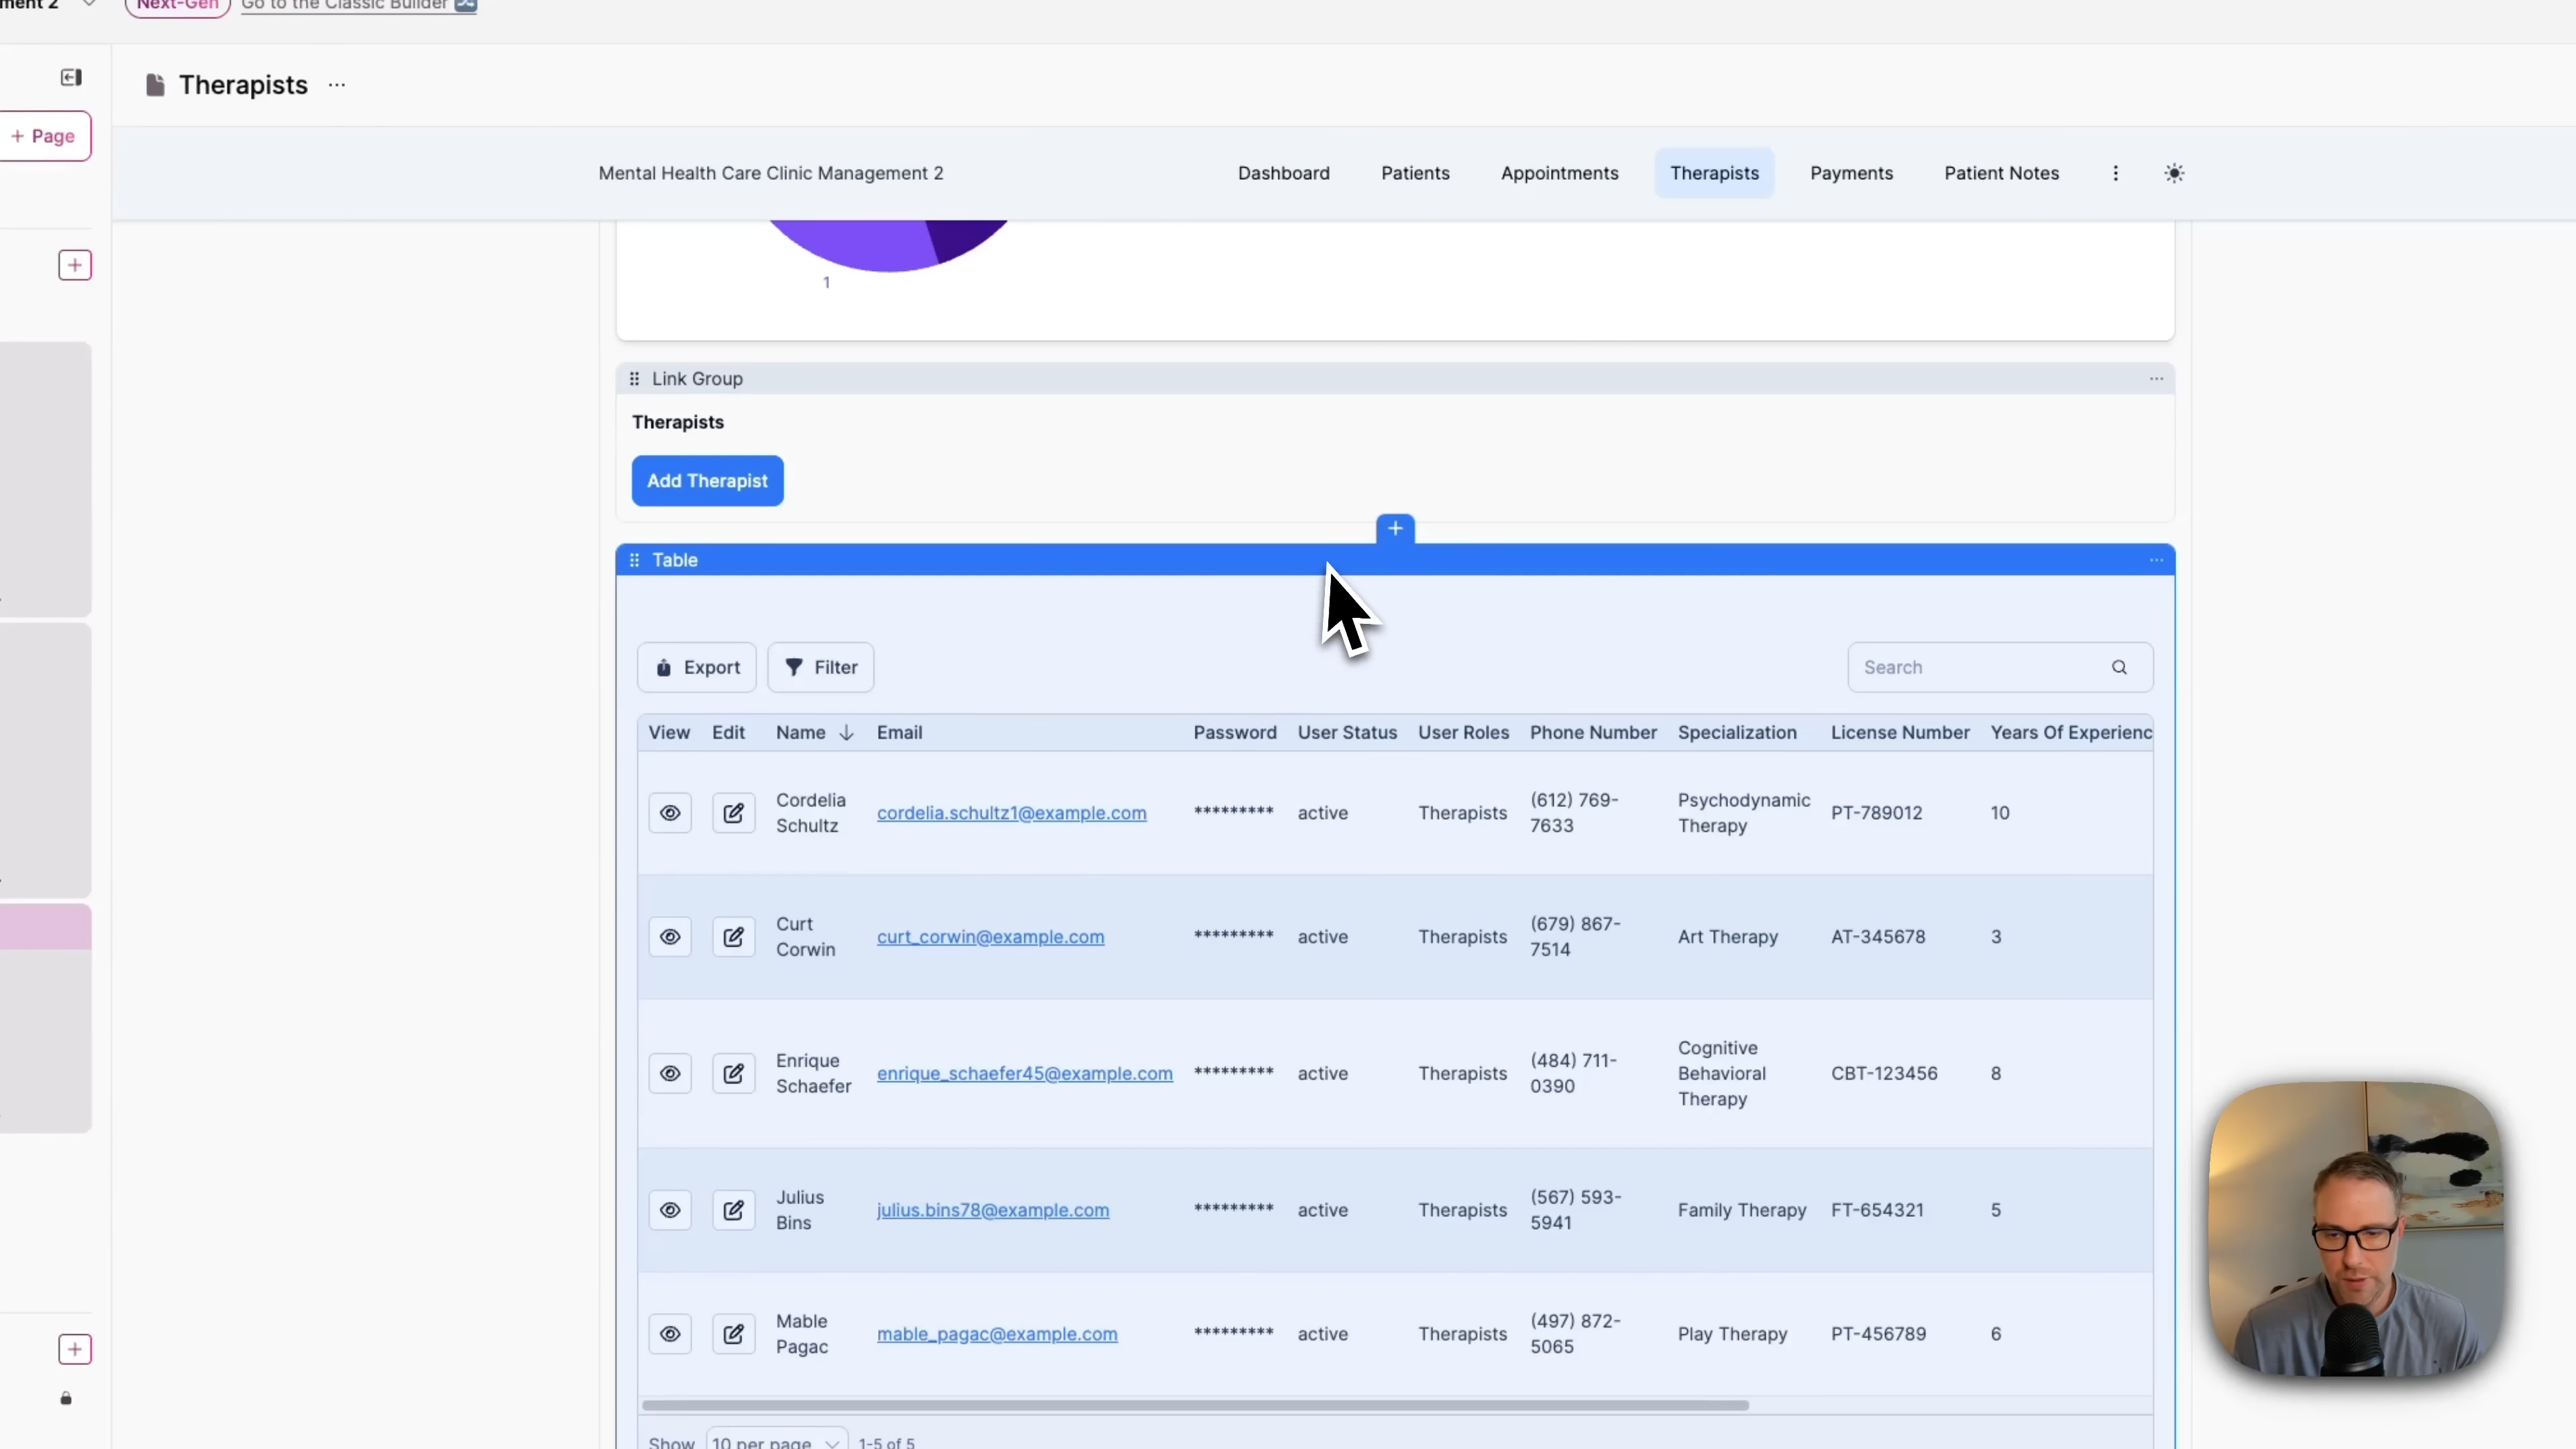 ment 2 Next-Gen Go to the Classic Builder
Therapists ...
+ Page
Mental Health Care Clinic Management 2 Dashboard Patients Appointments Therapists Payments Patient Notes
1
Link Group
Therapists
Add Therapist
+
Table
Export Filter Search
View Edit Name Email Password User Status User Roles Phone Number Specialization License Number Years Of Experienc
Cordelia Schultz cordelia.schultz1@example.com ********* active Therapists (612) 769-7633 Psychodynamic Therapy PT-789012 10
Curt Corwin curt_corwin@example.com ********* active Therapists (679) 867-7514 Art Therapy AT-345678 3
Enrique Schaefer enrique_schaefer45@example.com ********* active Therapists (484) 711-0390 Cognitive Behavioral Therapy CBT-123456 8
Julius Bins julius.bins78@example.com ********* active Therapists (567) 593-5941 Family Therapy FT-654321 5
Mable Pagac mable_pagac@example.com ********* active Therapists (497) 872-5065 Play Therapy PT-456789 6
Show 10 per page 1-5 of 5